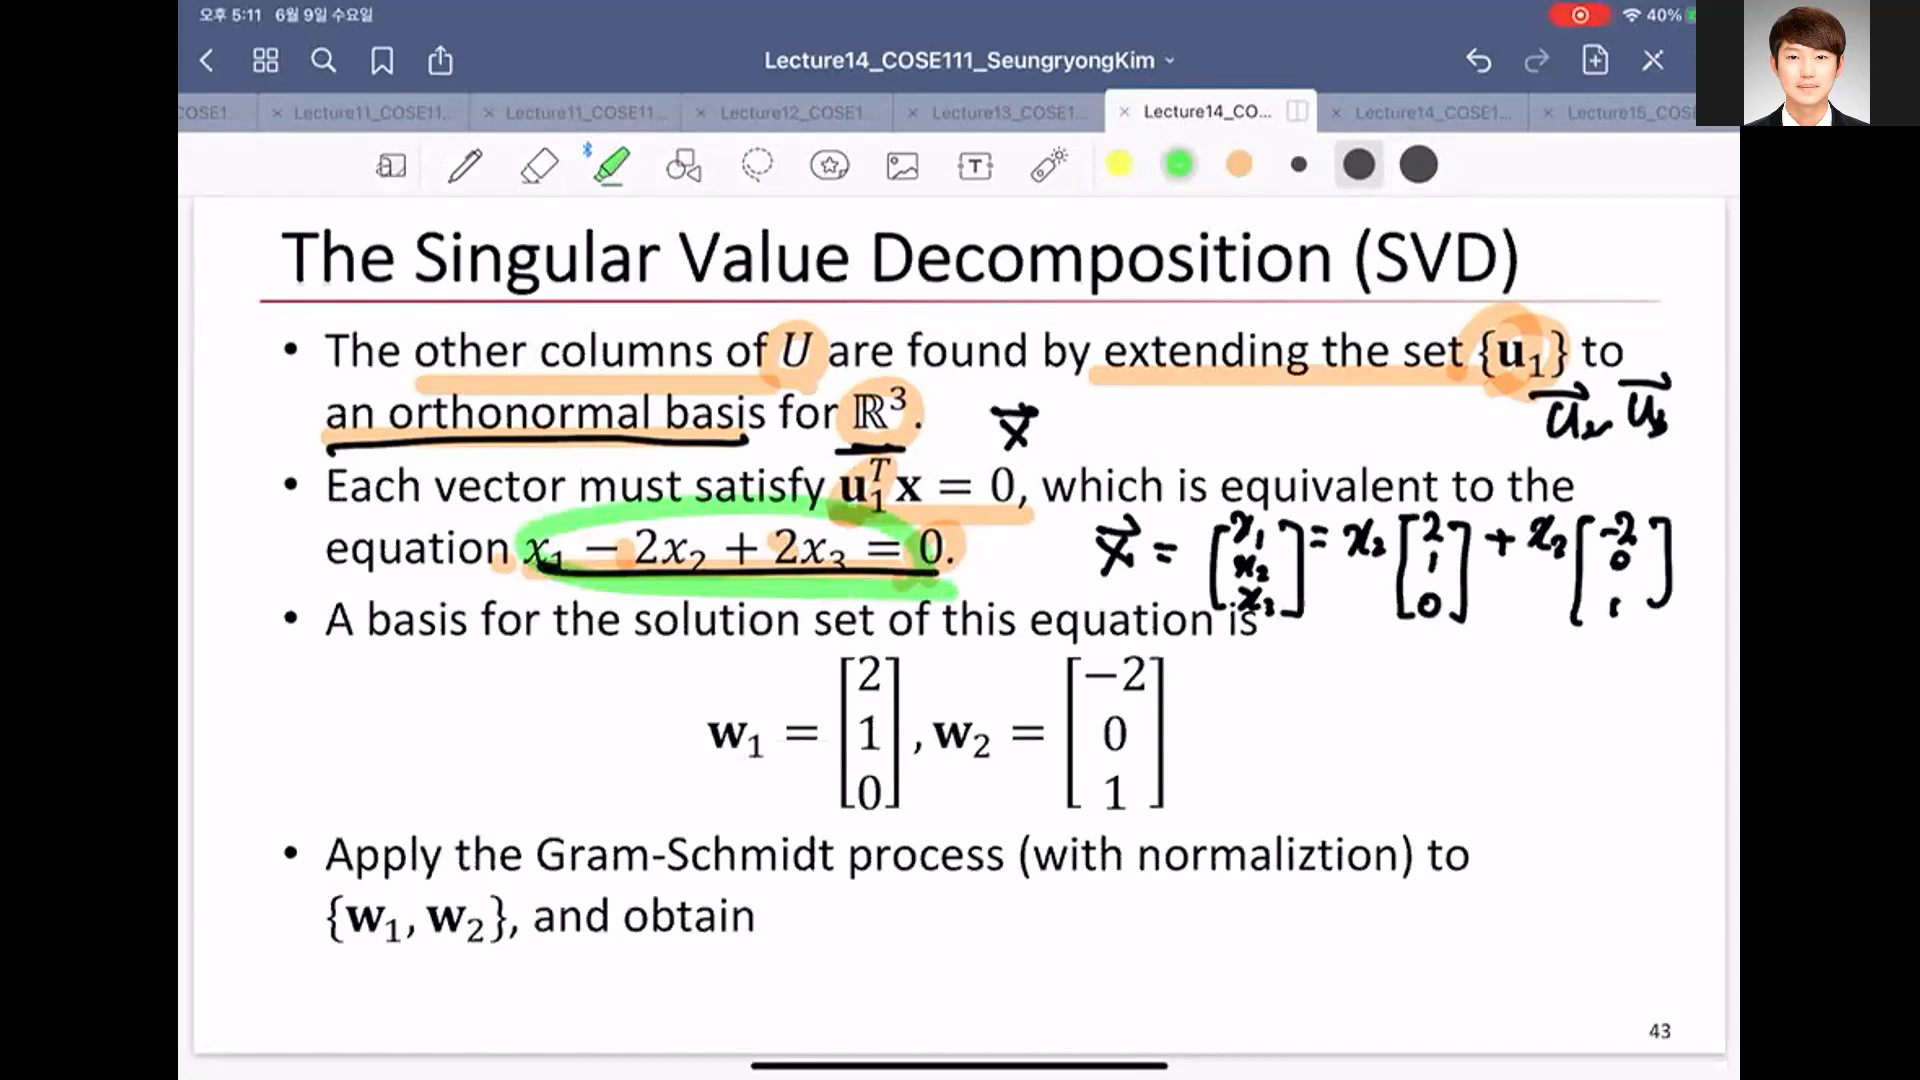 오후 5:11 6월 9일 수요일
40%
Lecture14_COSE111_SeungryongKim
COSE1...
Lecture11_COSE11...
Lecture11_COSE11...
Lecture12_COSE1...
Lecture13_COSE1...
Lecture14_CO...
Lecture14_COSE1...
Lecture15_COS
The Singular Value Decomposition (SVD)
• The other columns of U are found by extending the set {u₁} to
an orthonormal basis for ℝ³.
• Each vector must satisfy u₁ᵀx = 0, which is equivalent to the
equation x₁ − 2x₂ + 2x₃ = 0.
• A basis for the solution set of this equation is
w₁ = [2 1 0], w₂ = [−2 0 1]
• Apply the Gram-Schmidt process (with normaliztion) to
{w₁, w₂}, and obtain
43